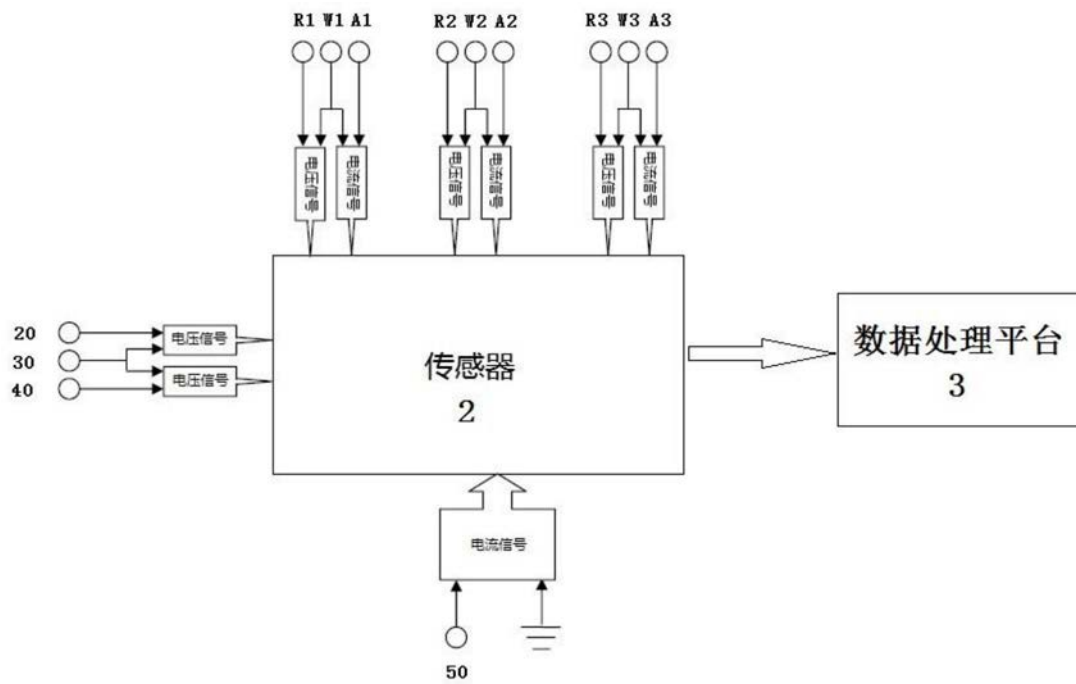 R1 W1 A1
R2 W2 A2
R3 W3 A3
电压信号
电流信号
电压信号
电流信号
电压信号
电流信号
20
电压信号
30
40
电压信号
传感器
2
数据处理平台
3
电流信号
50